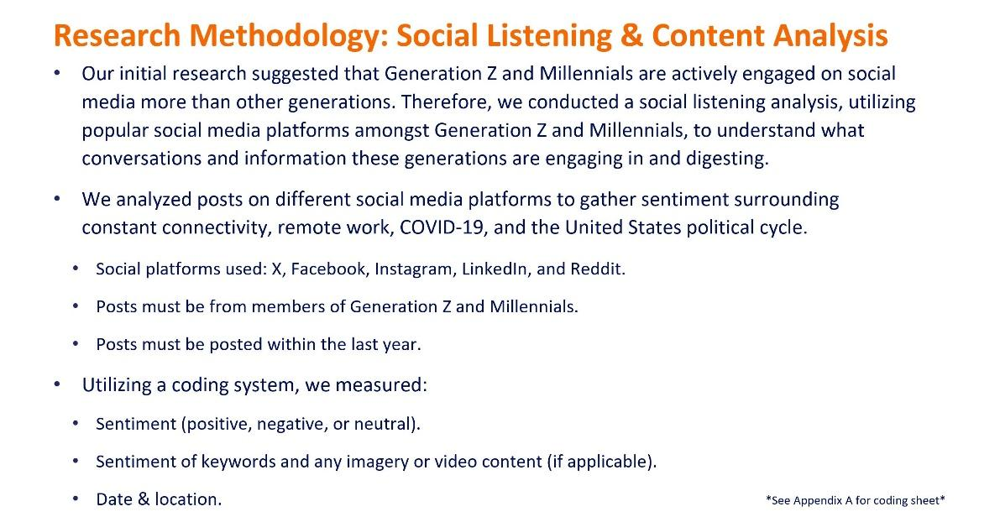 Research Methodology: Social Listening & Content Analysis
• Our initial research suggested that Generation Z and Millennials are actively engaged on social
media more than other generations. Therefore, we conducted a social listening analysis, utilizing
popular social media platforms amongst Generation Z and Millennials, to understand what
conversations and information these generations are engaging in and digesting.
• We analyzed posts on different social media platforms to gather sentiment surrounding
constant connectivity, remote work, COVID-19, and the United States political cycle.
• Social platforms used: X, Facebook, Instagram, LinkedIn, and Reddit.
• Posts must be from members of Generation Z and Millennials.
• Posts must be posted within the last year.
• Utilizing a coding system, we measured:
• Sentiment (positive, negative, or neutral).
• Sentiment of keywords and any imagery or video content (if applicable).
• Date & location.
*See Appendix A for coding sheet*